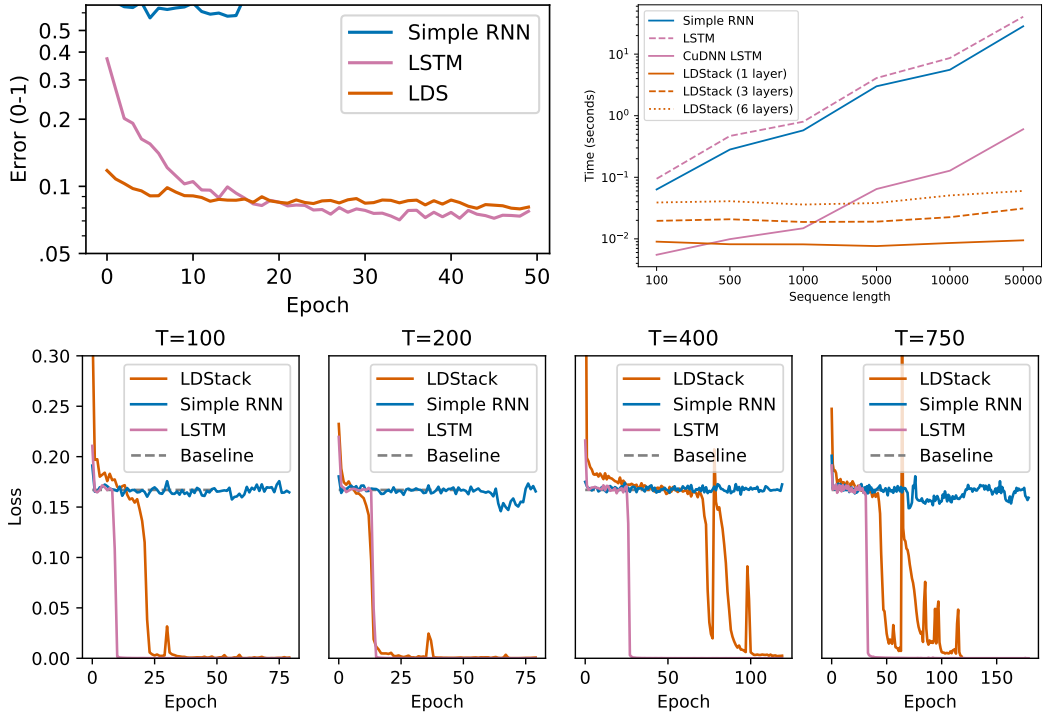 0.5
0.4
0.3
0.2
0.1
.05
Error (0-1)
0
10
20
30
40
50
Epoch
Simple RNN
LSTM
LDS
10^1
10^0
10^−1
10^−2
Time (seconds)
100
500
1000
5000
10000
50000
Sequence length
Simple RNN
LSTM
CuDNN LSTM
LDStack (1 layer)
LDStack (3 layers)
LDStack (6 layers)
T=100
0.30
0.25
0.20
0.15
0.10
0.05
0.00
Loss
LDStack
Simple RNN
LSTM
Baseline
0
25
50
75
Epoch
T=200
LDStack
Simple RNN
LSTM
Baseline
0
25
50
75
Epoch
T=400
LDStack
Simple RNN
LSTM
Baseline
0
50
100
Epoch
T=750
LDStack
Simple RNN
LSTM
Baseline
0
50
100
150
Epoch